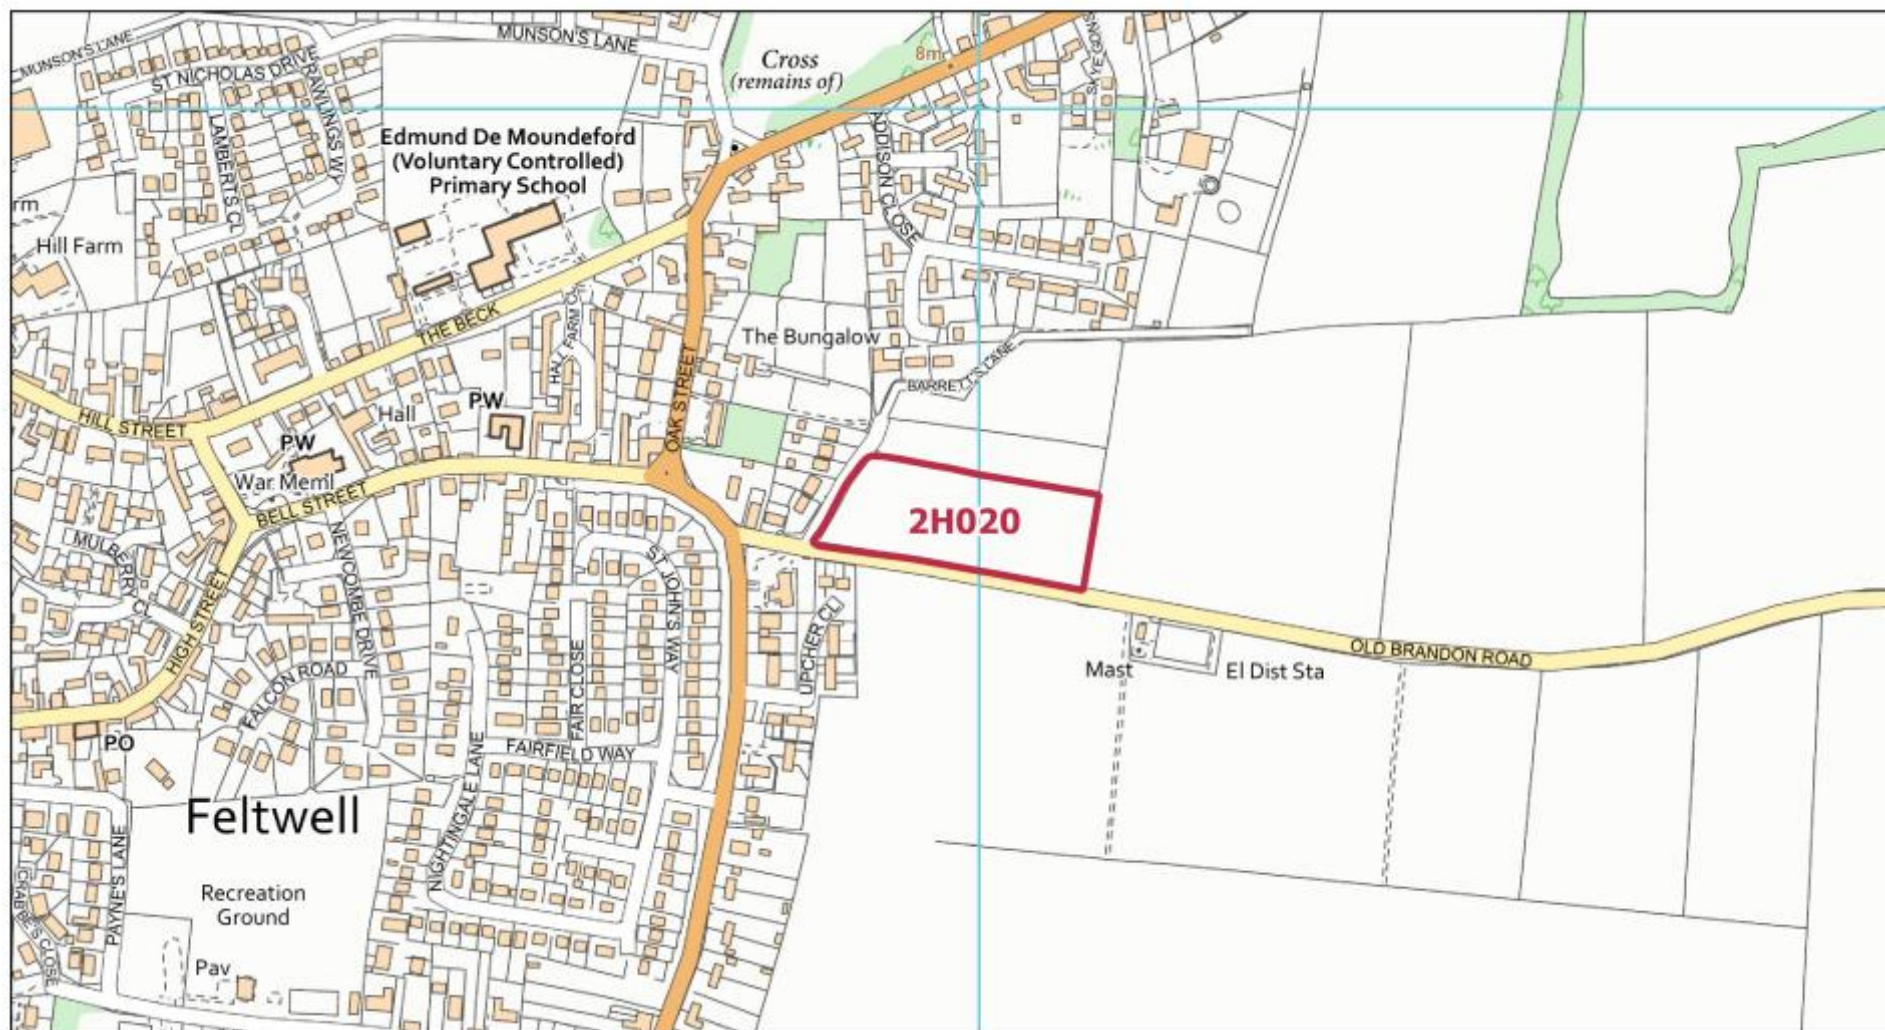 MUNSON'S LANE
MUNSON'S LANE
ST NICHOLAS DRIVE
RAWLINGS WY
LAMBERTS CL
Cross
(remains of)
8m
ADDISON CLOSE
Edmund De Moundeford
(Voluntary Controlled)
Primary School
rm
Hill Farm
THE BECK
HALL FARM
The Bungalow
OAK STREET
BARRETT'S LANE
HILL STREET
Hall
PW
PW
War Meml
BELL STREET
MULBERRY CL
NEWCOMBE DRIVE
HIGH STREET
FALCON ROAD
2H020
ST JOHN'S WAY
FAIR CLOSE
UPCHER CL
OLD BRANDON ROAD
Mast
El Dist Sta
PO
FAIRFIELD WAY
NIGHTINGALE LANE
Feltwell
PAYNE'S LANE
Recreation
Ground
CRABBE'S CLOSE
Pav